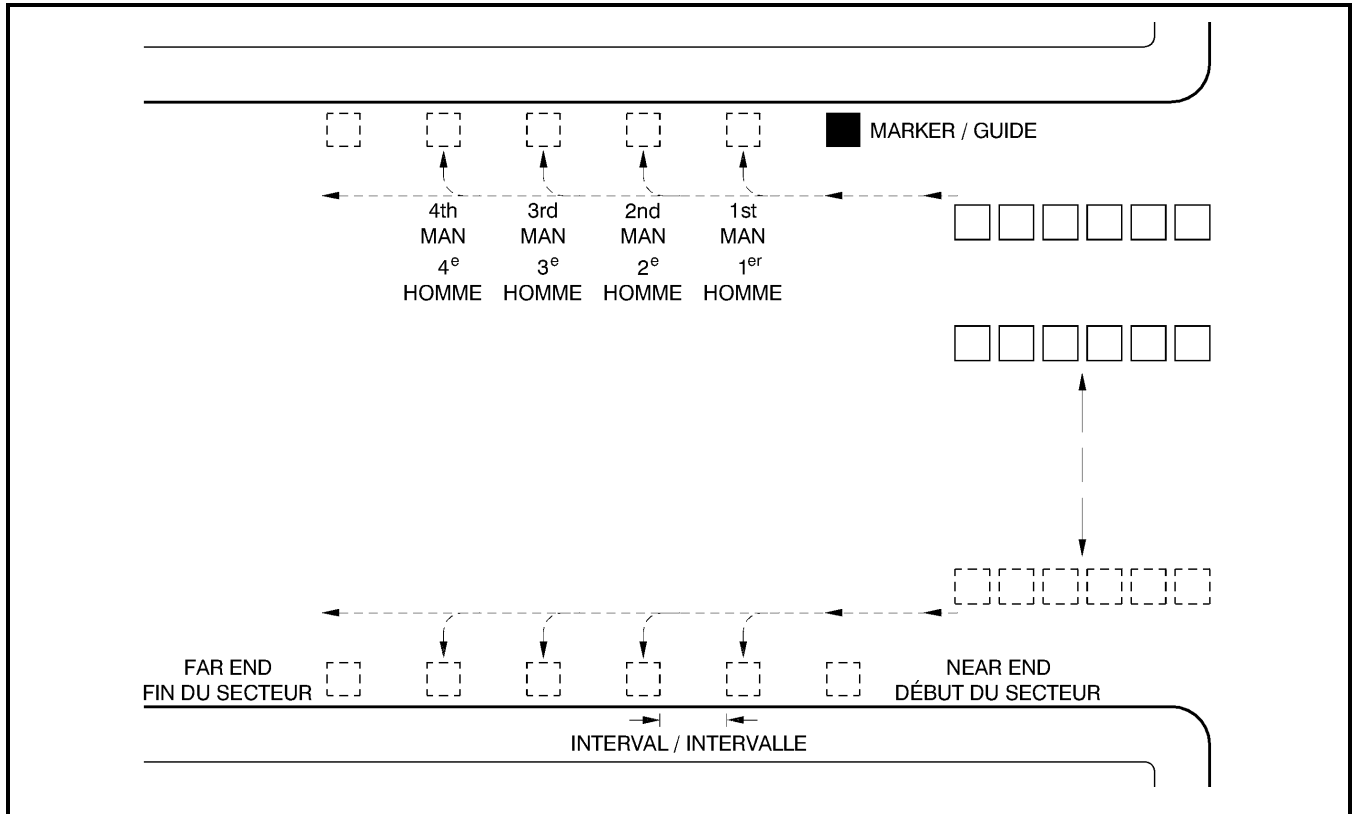 MARKER / GUIDE
4th MAN
4e HOMME
3rd MAN
3e HOMME
2nd MAN
2e HOMME
1st MAN
1er HOMME
FAR END
FIN DU SECTEUR
NEAR END
DÉBUT DU SECTEUR
INTERVAL / INTERVALLE